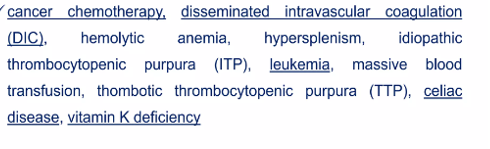 cancer chemotherapy, disseminated intravascular coagulation
(DIC), hemolytic anemia, hypersplenism, idiopathic
thrombocytopenic purpura (ITP), leukemia, massive blood
transfusion, thombotic thrombocytopenic purpura (TTP), celiac
disease, vitamin K deficiency